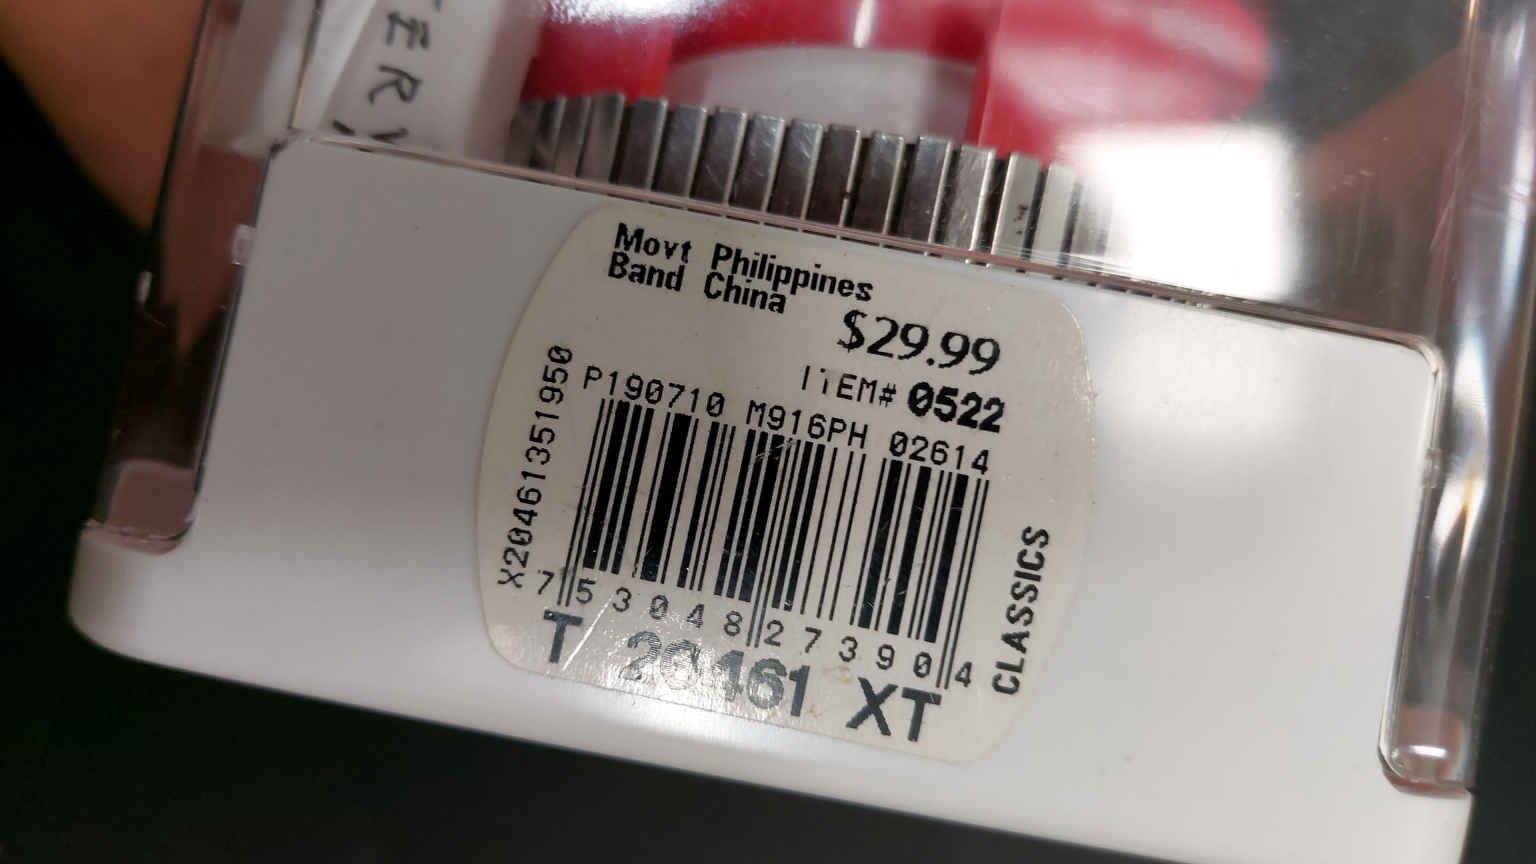 TERY
Movt Philippines
Band China
$29.99
ITEM# 0522
P190710 M916PH 02614
X20461351950
7 53048 27390 4
CLASSICS
T 20461 XT